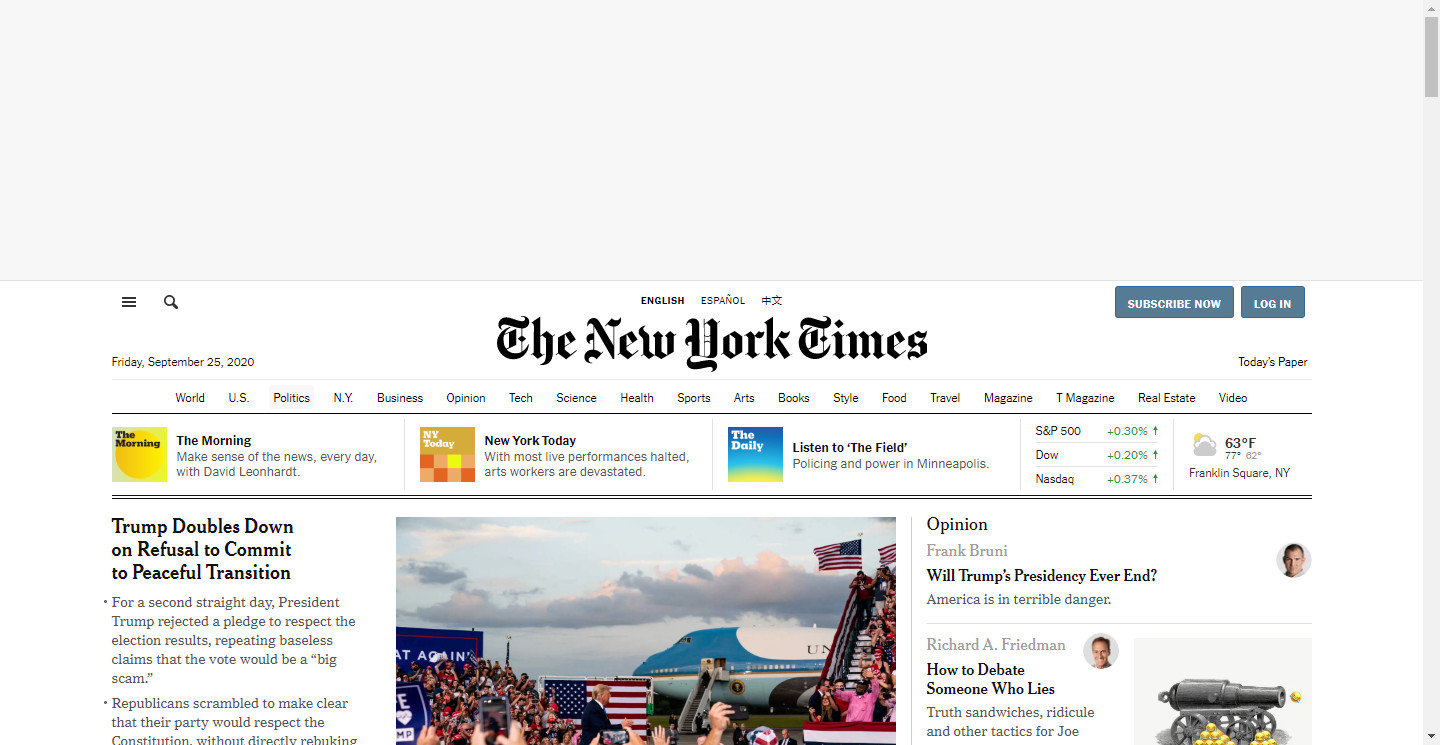 ENGLISH ESPAÑOL 中文
SUBSCRIBE NOW LOG IN
The New York Times
Friday, September 25, 2020
Today's Paper
World U.S. Politics N.Y. Business Opinion Tech Science Health Sports Arts Books Style Food Travel Magazine T Magazine Real Estate Video
The Morning
The Morning
Make sense of the news, every day,
with David Leonhardt.
NY Today
New York Today
With most live performances halted,
arts workers are devastated.
The Daily
Listen to ‘The Field’
Policing and power in Minneapolis.
S&P 500 +0.30% ↑
Dow +0.20% ↑
Nasdaq +0.37% ↑
63°F
77° 62°
Franklin Square, NY
Trump Doubles Down
on Refusal to Commit
to Peaceful Transition
• For a second straight day, President
Trump rejected a pledge to respect the
election results, repeating baseless
claims that the vote would be a “big
scam.”
• Republicans scrambled to make clear
that their party would respect the
Constitution, without directly rebuking
AT AGAIN!
UN
MP
Opinion
Frank Bruni
Will Trump’s Presidency Ever End?
America is in terrible danger.
Richard A. Friedman
How to Debate
Someone Who Lies
Truth sandwiches, ridicule
and other tactics for Joe